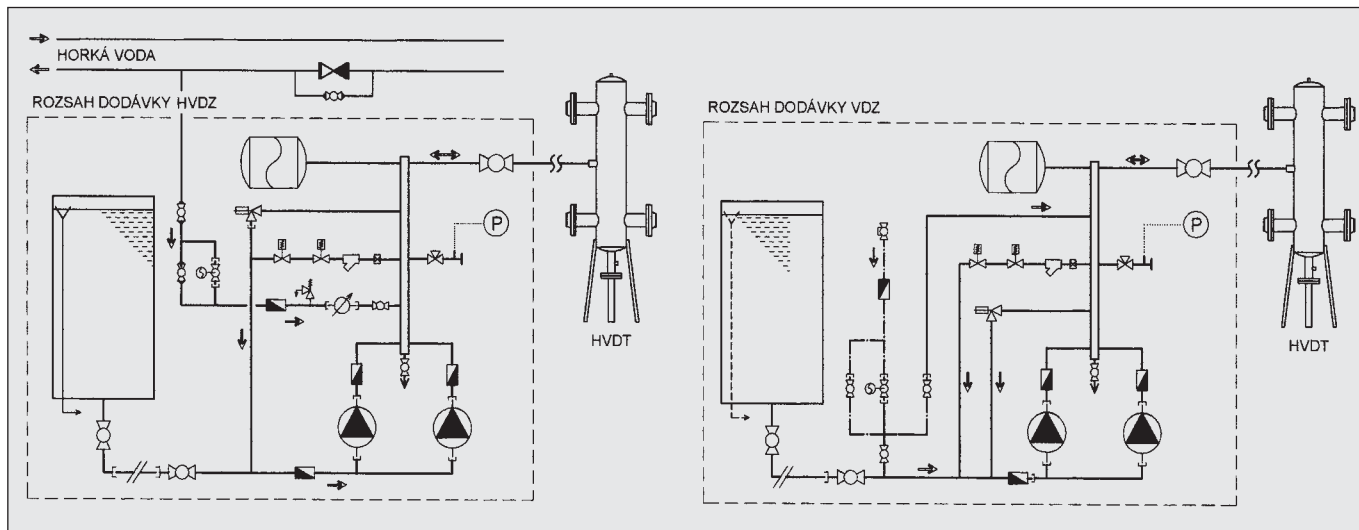 HORKÁ VODA
ROZSAH DODÁVKY HVDZ
P
HVDT
ROZSAH DODÁVKY VDZ
P
HVDT